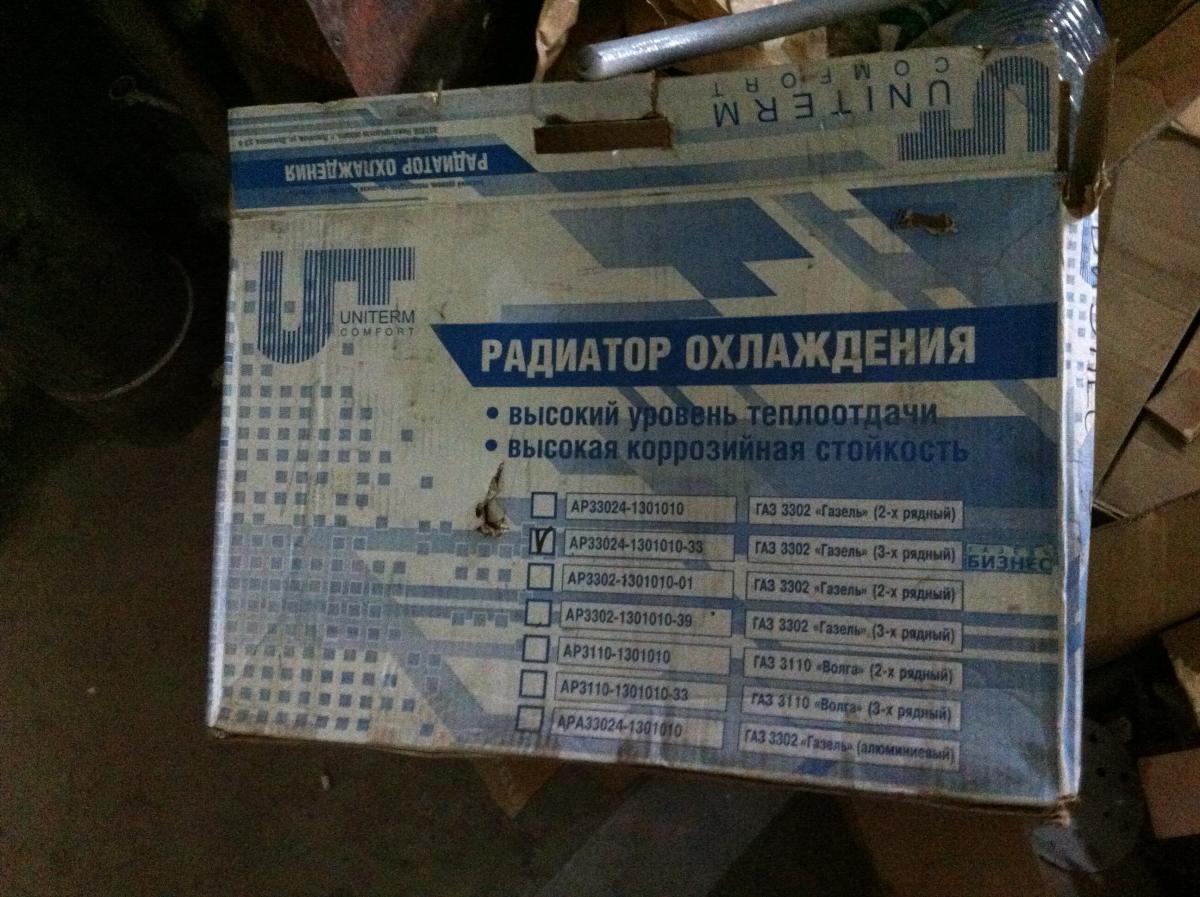 UNITERM
COMFORT
РАДИАТОР ОХЛАЖДЕНИЯ
UNITERM
COMFORT
РАДИАТОР ОХЛАЖДЕНИЯ
• высокий уровень теплоотдачи
• высокая коррозийная стойкость
АР33024-1301010 ГАЗ 3302 «Газель» (2-х рядный)
V АР33024-1301010-33 ГАЗ 3302 «Газель» (3-х рядный) ГАЗЕЛЬ БИЗНЕС
АР3302-1301010-01 ГАЗ 3302 «Газель» (2-х рядный)
АР3302-1301010-39 ГАЗ 3302 «Газель» (3-х рядный)
АР3110-1301010 ГАЗ 3110 «Волга» (2-х рядный)
АР3110-1301010-33 ГАЗ 3110 «Волга» (3-х рядный)
АРА33024-1301010 ГАЗ 3302 «Газель» (алюминиевый)